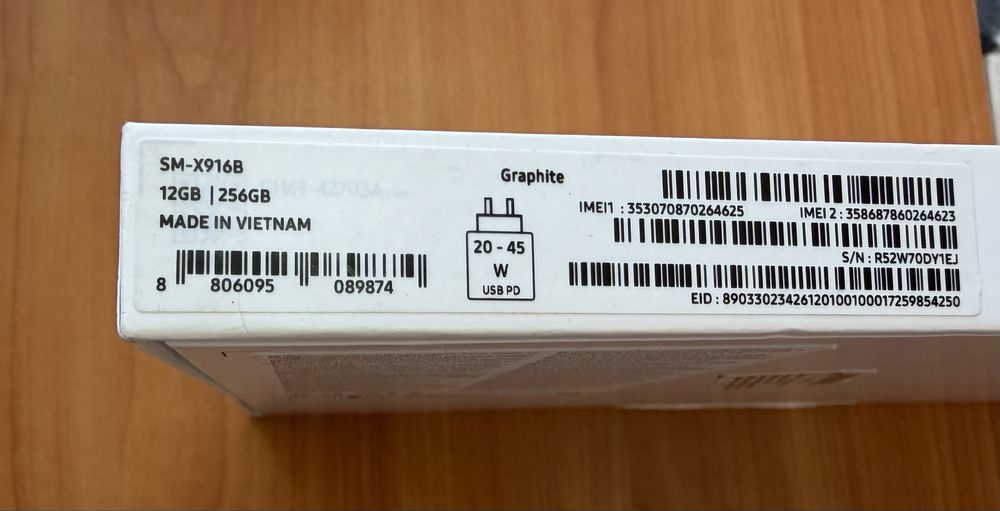 SM-X916B
12GB | 256GB
MADE IN VIETNAM
8 806095 089874
20 - 45
W
USB PD
Graphite
IMEI1 : 353070870264625 IMEI 2 : 358687860264623
S/N : R52W70DY1EJ
EID : 89033023426120100100017259854250